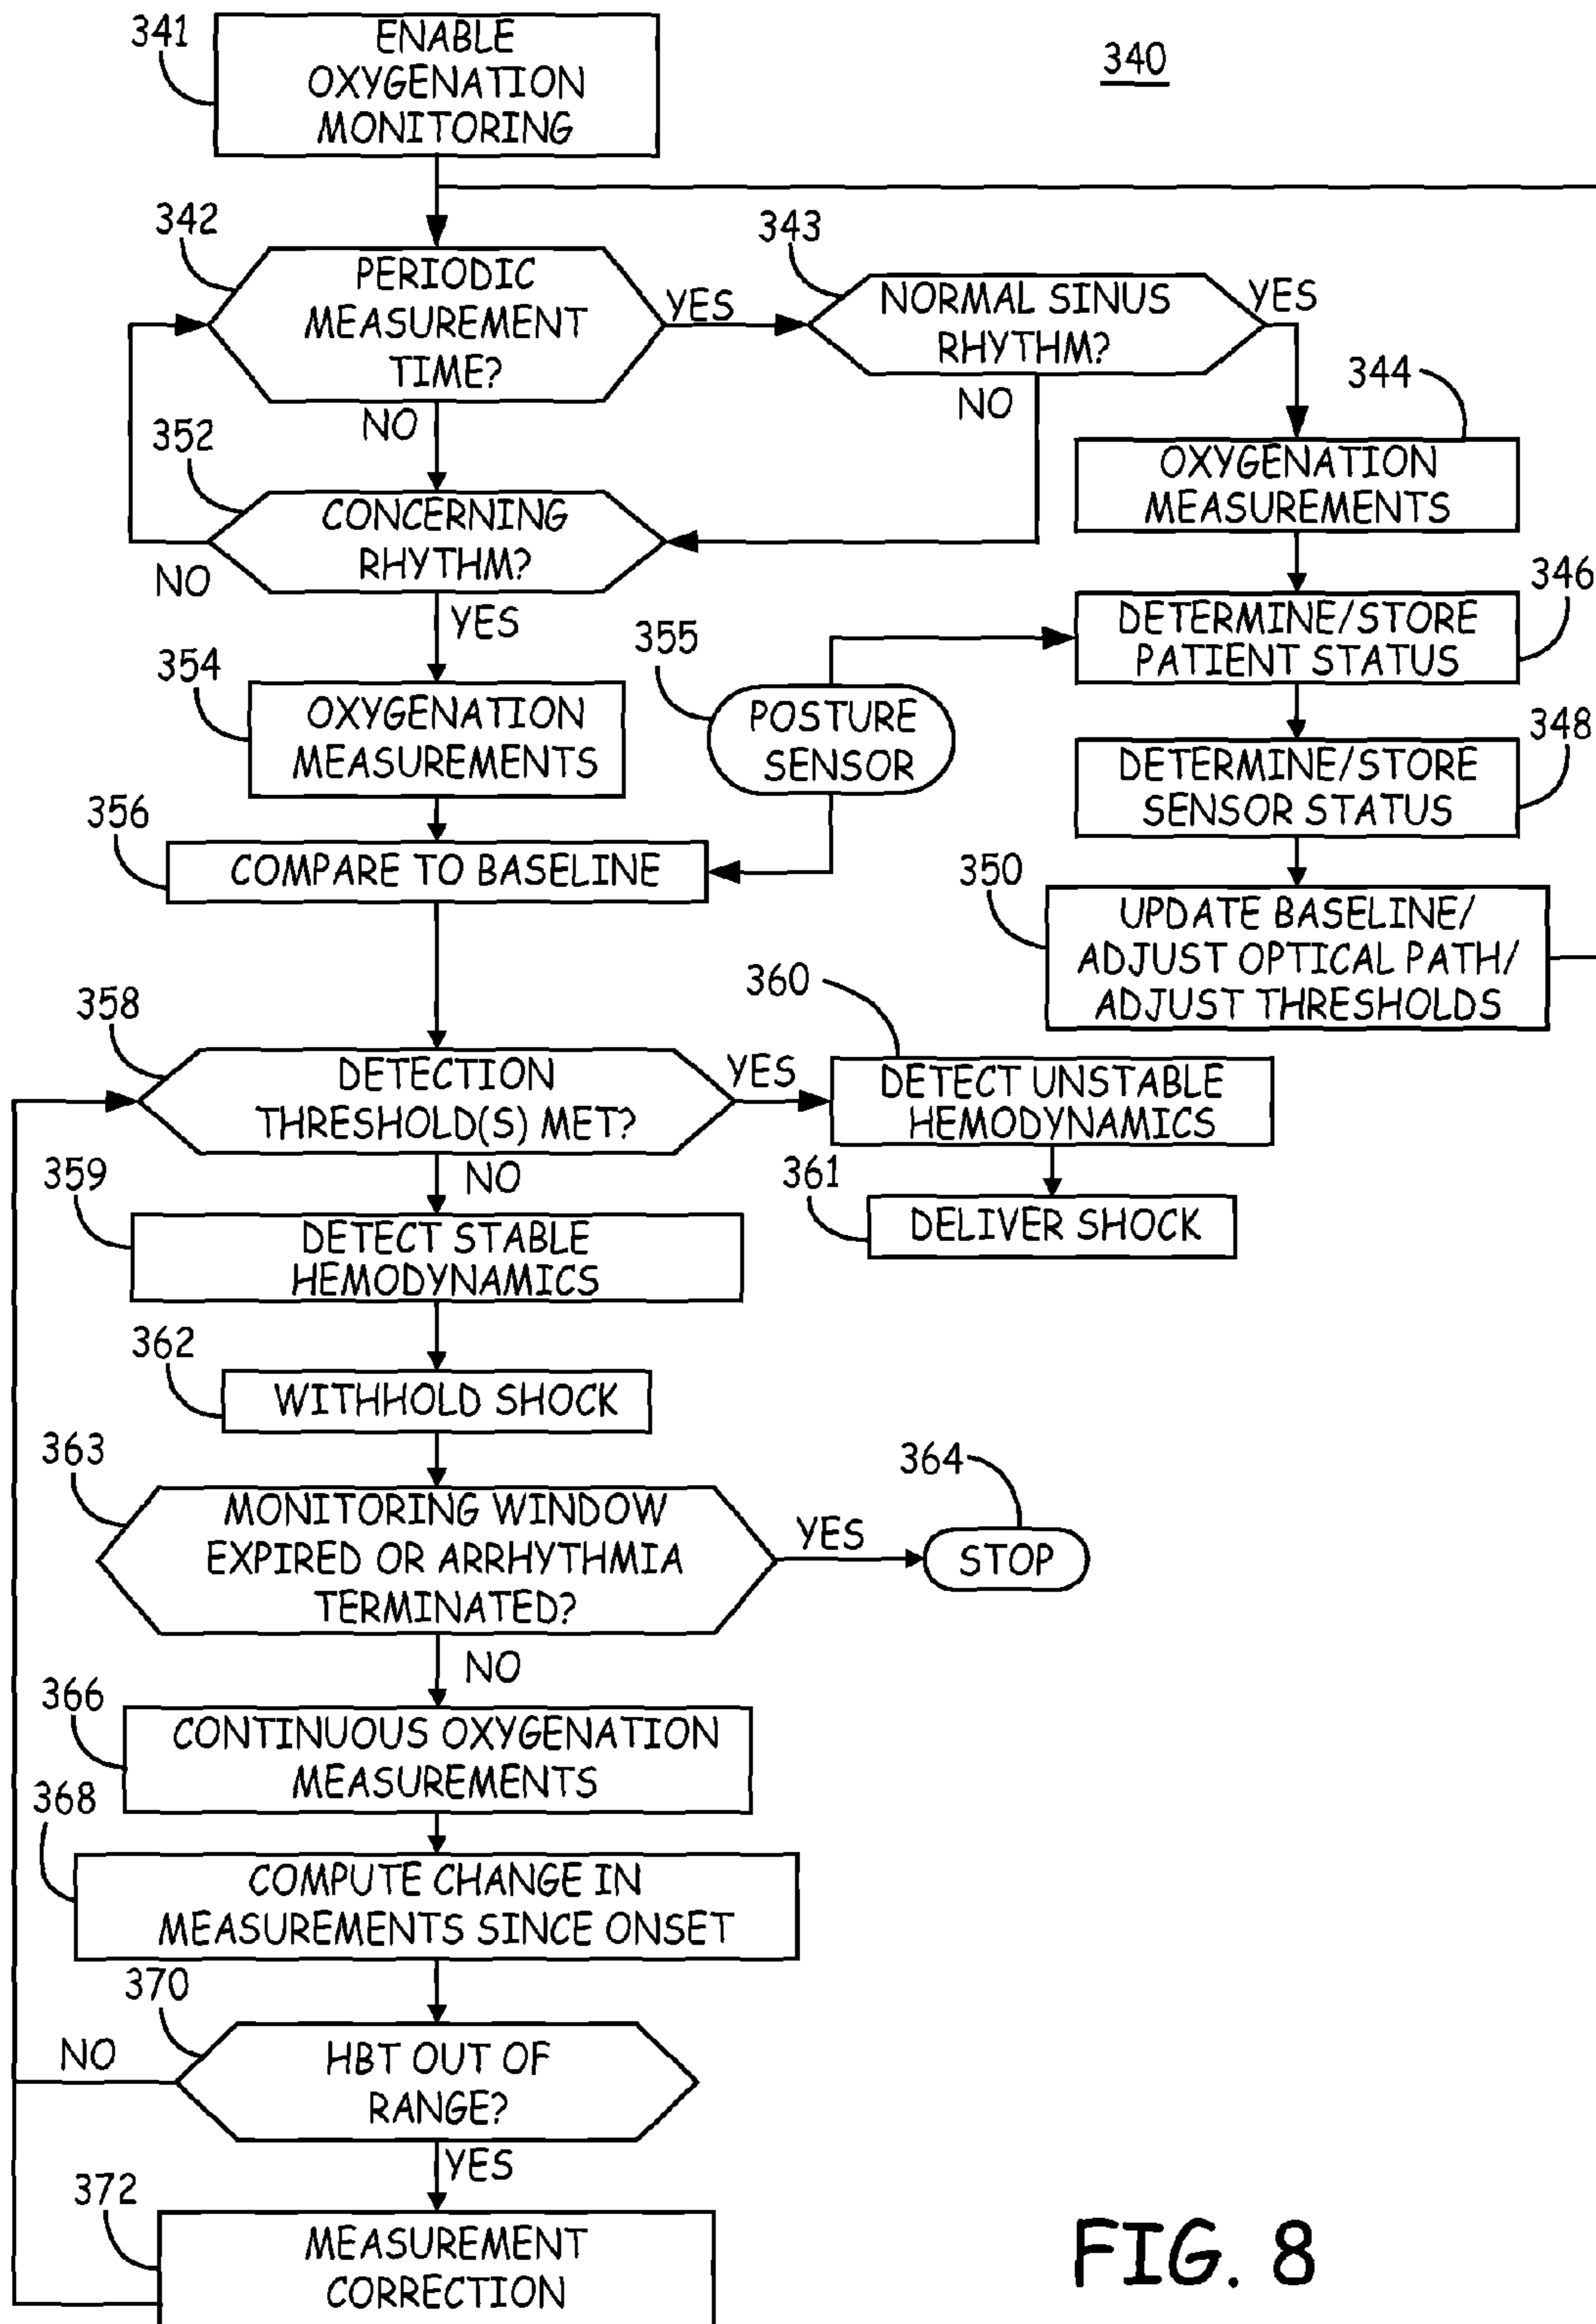 341
ENABLE
OXYGENATION
MONITORING
340
342
PERIODIC
MEASUREMENT
TIME?
YES
343
NORMAL SINUS
RHYTHM?
YES
NO
NO
344
OXYGENATION
MEASUREMENTS
352
CONCERNING
RHYTHM?
NO
YES
346
DETERMINE/STORE
PATIENT STATUS
354
OXYGENATION
MEASUREMENTS
355
POSTURE
SENSOR
348
DETERMINE/STORE
SENSOR STATUS
356
COMPARE TO BASELINE
350
UPDATE BASELINE/
ADJUST OPTICAL PATH/
ADJUST THRESHOLDS
358
DETECTION
THRESHOLD(S) MET?
YES
360
DETECT UNSTABLE
HEMODYNAMICS
NO
361
DELIVER SHOCK
359
DETECT STABLE
HEMODYNAMICS
362
WITHHOLD SHOCK
363
MONITORING WINDOW
EXPIRED OR ARRHYTHMIA
TERMINATED?
YES
364
STOP
NO
366
CONTINUOUS OXYGENATION
MEASUREMENTS
368
COMPUTE CHANGE IN
MEASUREMENTS SINCE ONSET
370
HBT OUT OF
RANGE?
NO
YES
372
MEASUREMENT
CORRECTION
FIG. 8